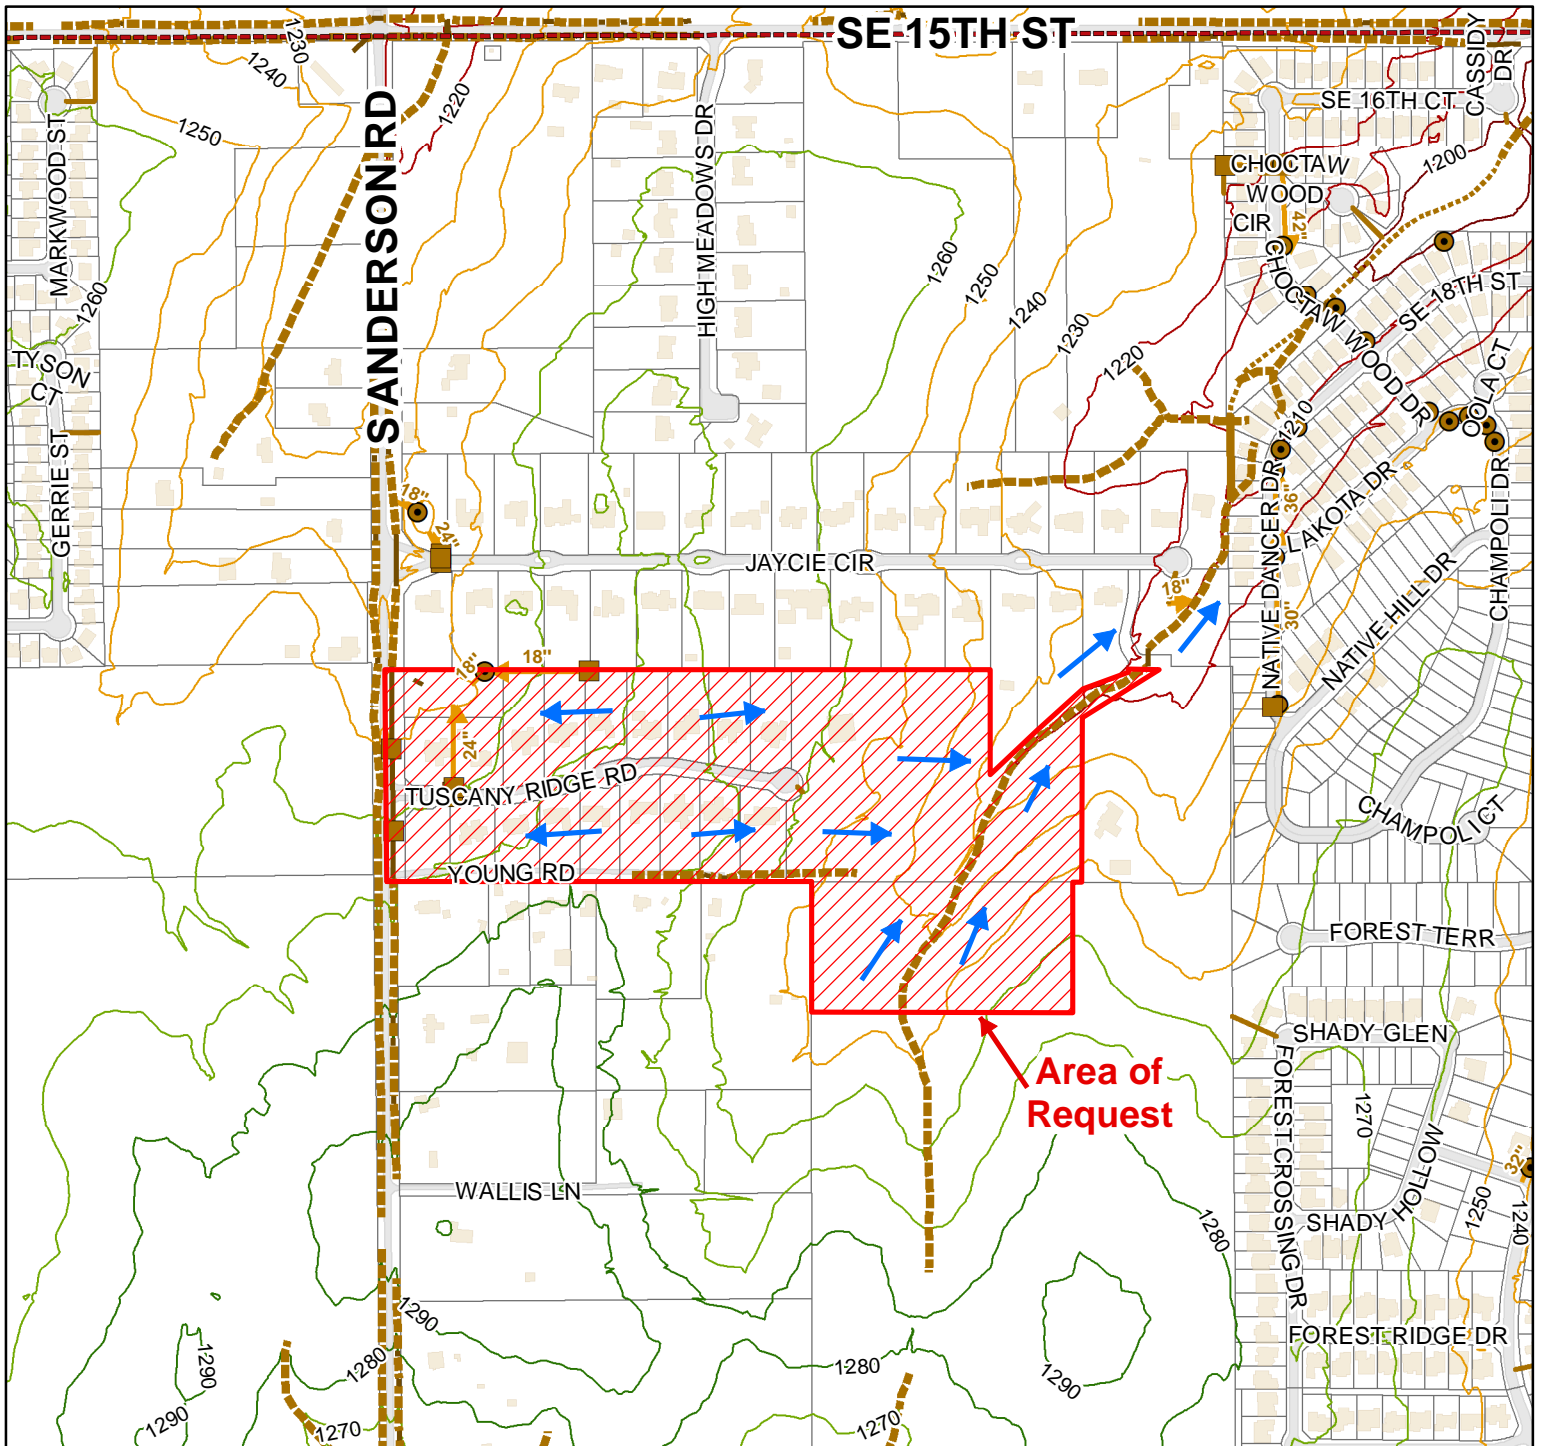 SE 15TH ST
1230
1240
1220
1250
CASSIDY
DR
SE 16TH CT
MARKWOOD ST
S ANDERSON RD
HIGH MEADOWS DR
1200
CHOCTAW
WOOD
CIR
42"
1260
1260
1250
1240
1230
1220
SE 18TH ST
CHOCTAW WOOD DR
TYSON
CT
OOLA CT
1210
GERRIE ST
18"
24"
36"
LAKOTA DR
CHAMPOLI DR
JAYCIE CIR
18"
NATIVE DANCER DR
30"
NATIVE HILL DR
18"
18"
24"
TUSCANY RIDGE RD
CHAMPOLI CT
YOUNG RD
FOREST TERR
SHADY GLEN
Area of
Request
FOREST CROSSING DR
1270
SHADY HOLLOW
32"
WALLIS LN
1280
1250
1240
1290
FOREST RIDGE DR
1290
1280
1280
1290
1290
1270
1270